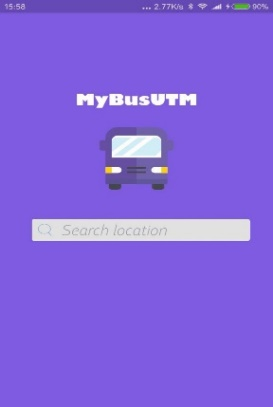 15:58 ... 2.77K/s 90%
MyBusUTM
Search location